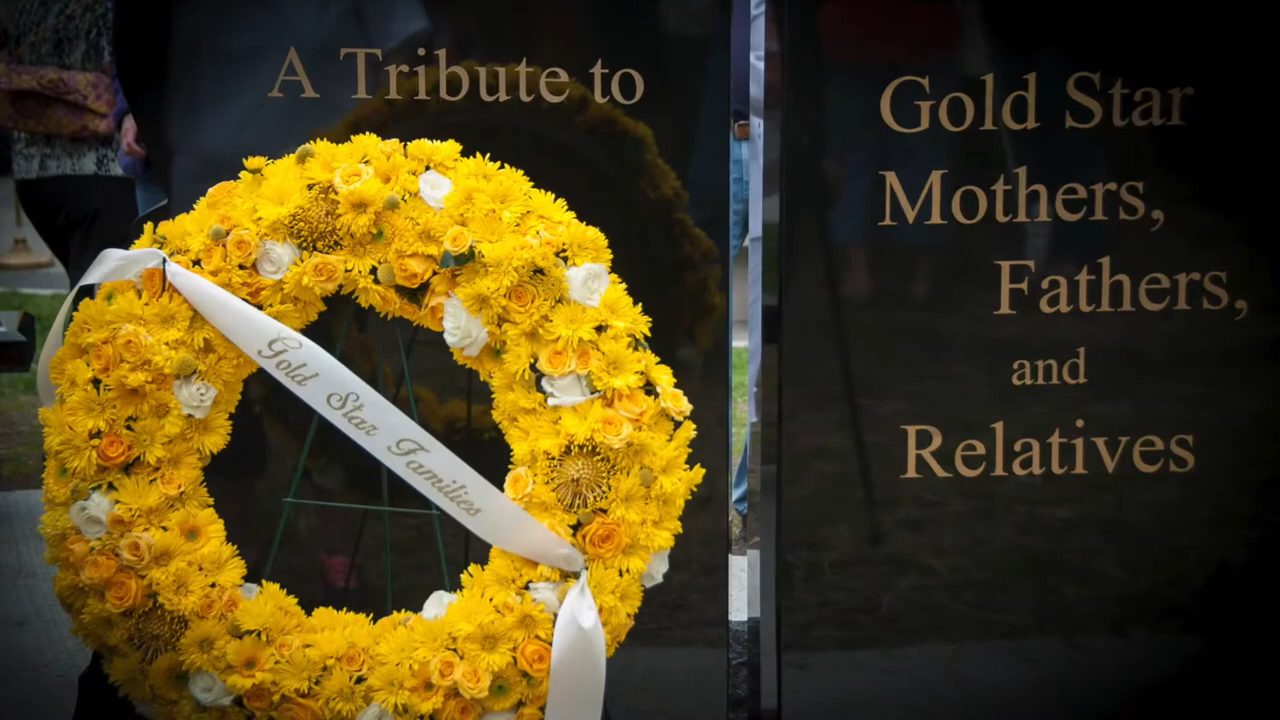 A Tribute to
Gold Star
Mothers,
Fathers,
and
Relatives
Gold Star Families